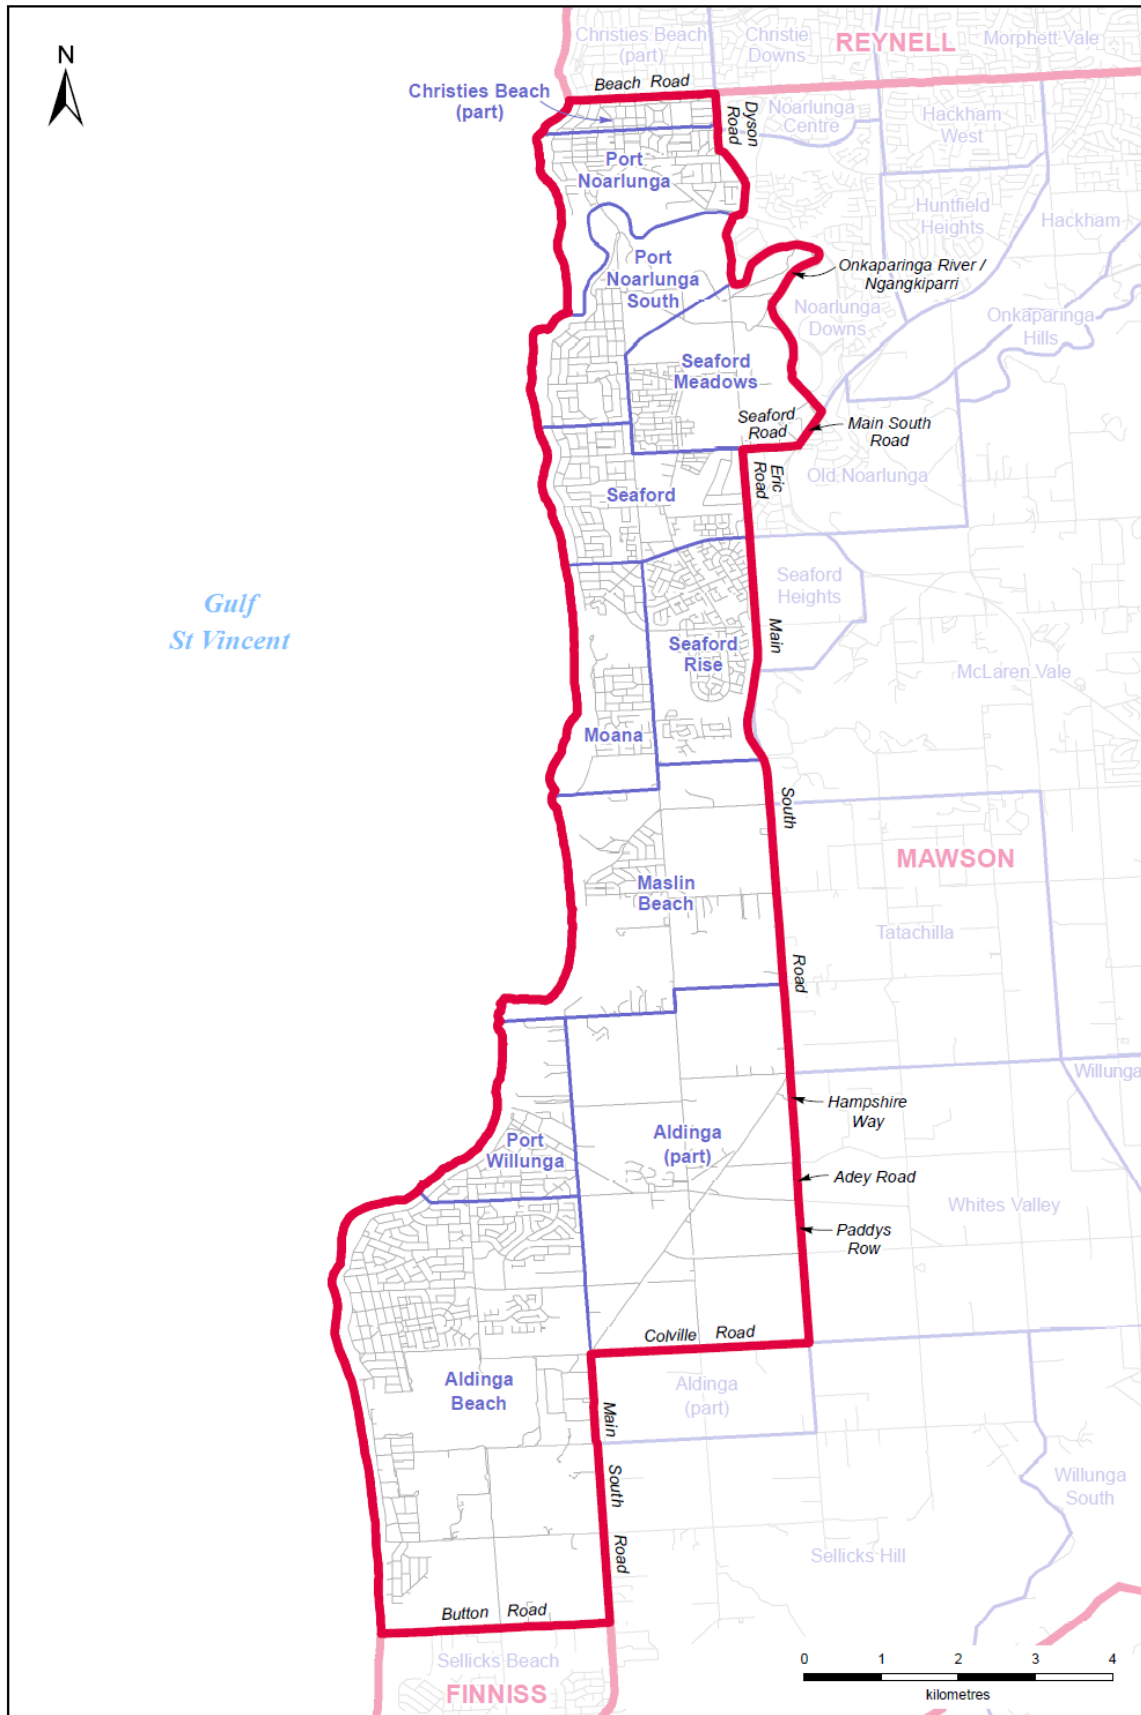 N
Christies Beach
(part)
Christie
Downs
REYNELL
Morphett Vale
Beach Road
Christies Beach
(part)
Dyson
Road
Noarlunga
Centre
Hackham
West
Port
Noarlunga
Huntfield
Heights
Hackham
Port
Noarlunga
South
Onkaparinga River /
Ngangkiparri
Noarlunga
Downs
Onkaparinga
Hills
Seaford
Meadows
Seaford
Road
Main South
Road
Eric
Road
Old Noarlunga
Seaford
Seaford
Heights
Gulf
St Vincent
Main
Seaford
Rise
McLaren Vale
Moana
South
MAWSON
Maslin
Beach
Tatachilla
Road
Willunga
Hampshire
Way
Port
Willunga
Aldinga
(part)
Adey Road
Whites Valley
Paddys
Row
Colville Road
Aldinga
Beach
Aldinga
(part)
Main
South
Road
Willunga
South
Sellicks Hill
Button Road
Sellicks Beach
FINNISS
0 1 2 3 4
kilometres